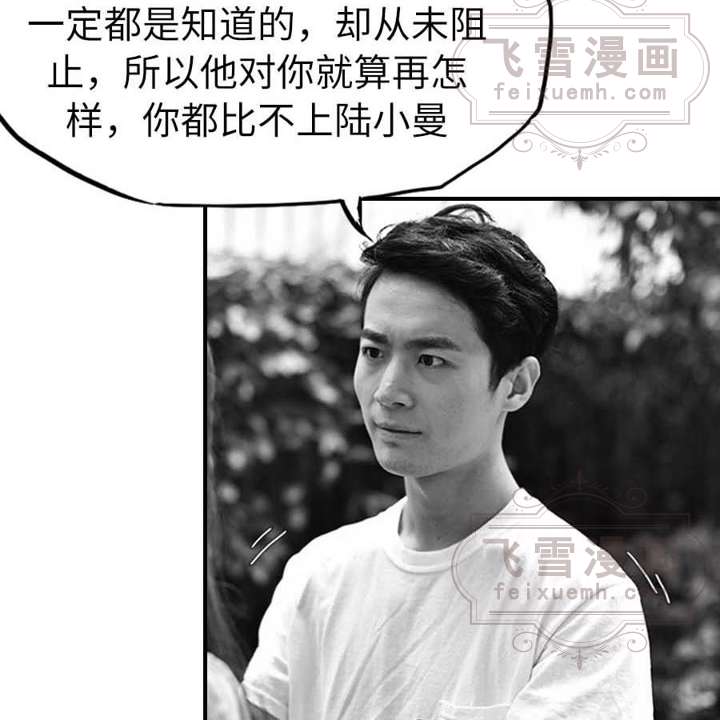 一定都是知道的，却从未阻
止，所以他对你就算再怎
样，你都比不上陆小曼
飞雪漫画
feixuemh.com
飞雪漫画
feixuemh.com